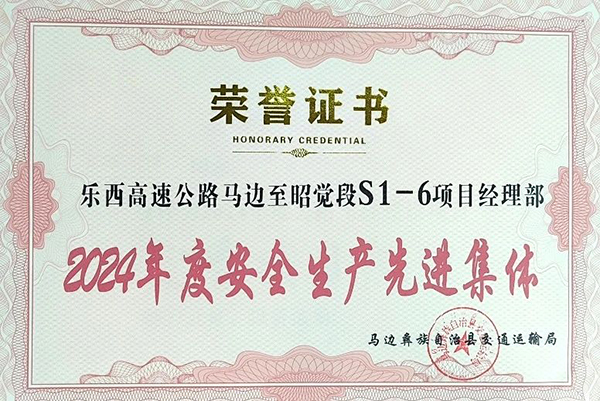 荣誉证书
HONORARY CREDENTIAL
乐西高速公路马边至昭觉段S1-6项目经理部
2024年度安全生产先进集体
马边彝族自治县交通运输局